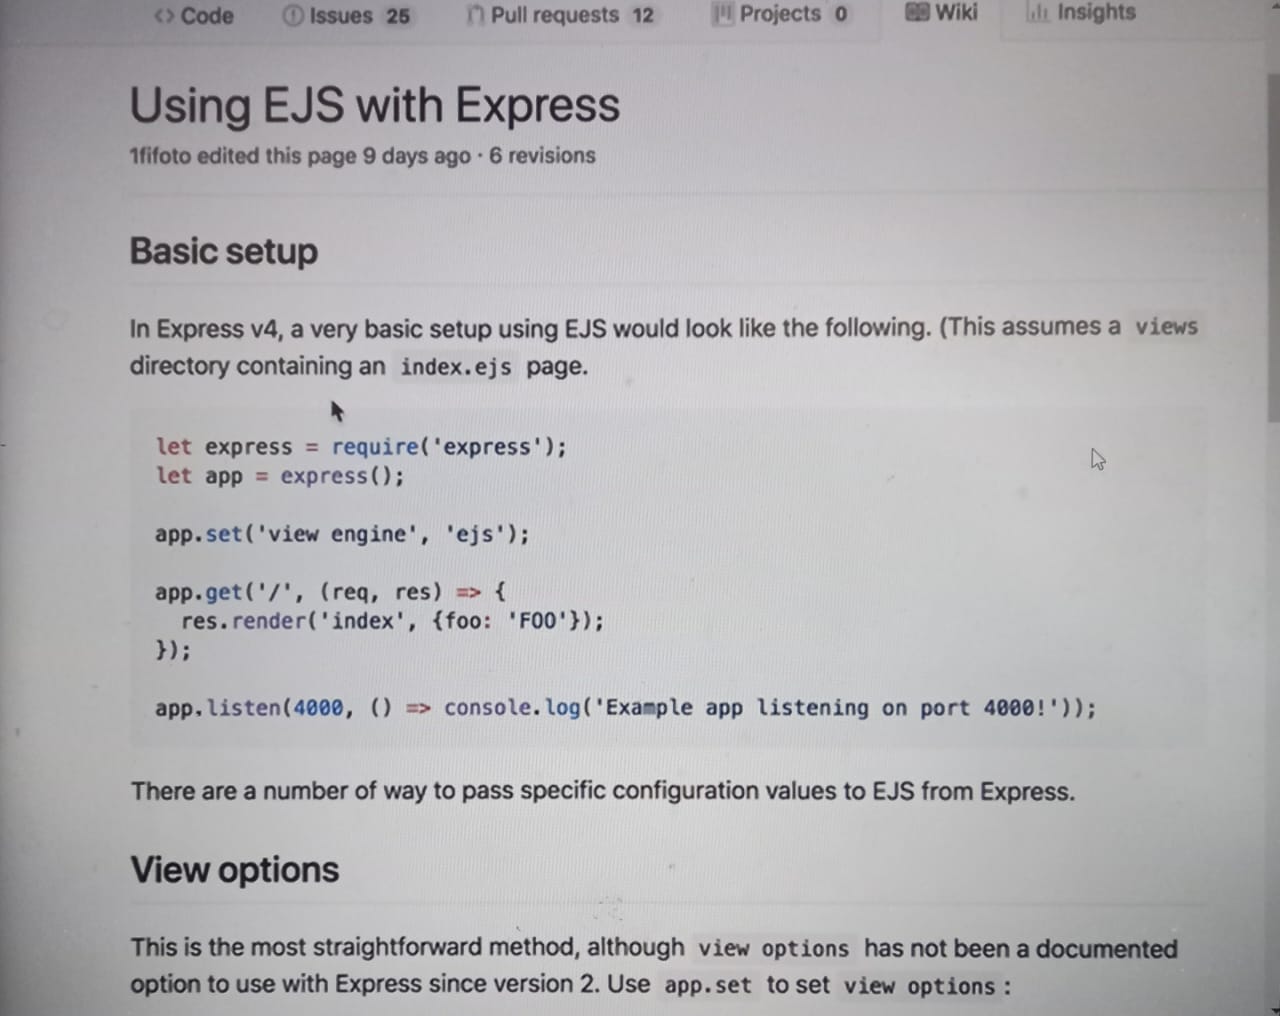 <> Code Issues 25 Pull requests 12 Projects 0 Wiki Insights
Using EJS with Express
1fifoto edited this page 9 days ago · 6 revisions
Basic setup
In Express v4, a very basic setup using EJS would look like the following. (This assumes a views
directory containing an index.ejs page.
let express = require('express');
let app = express();
app.set('view engine', 'ejs');
app.get('/', (req, res) => {
  res.render('index', {foo: 'FOO'});
});
app.listen(4000, () => console.log('Example app listening on port 4000!'));
There are a number of way to pass specific configuration values to EJS from Express.
View options
This is the most straightforward method, although view options has not been a documented
option to use with Express since version 2. Use app.set to set view options :